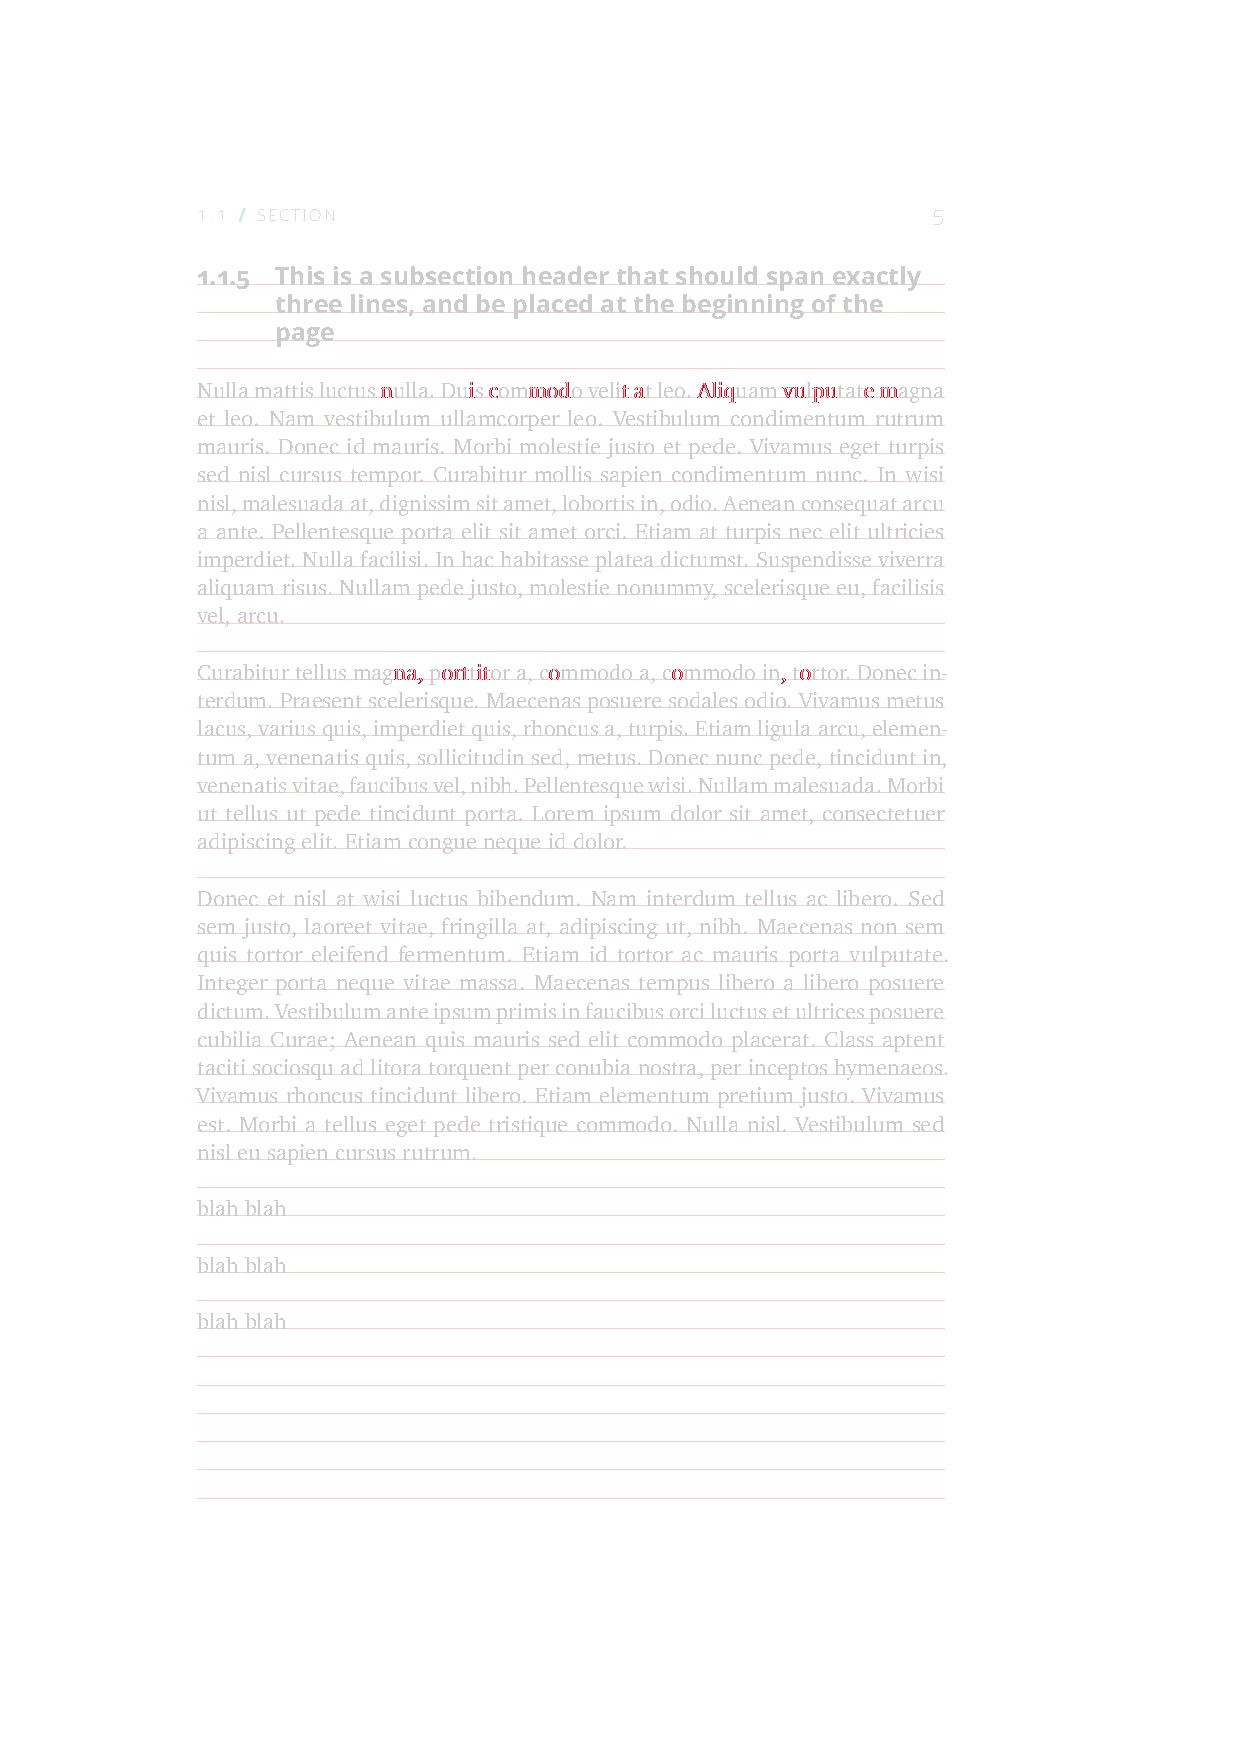 1.1 / SECTION 5
1.1.5 This is a subsection header that should span exactly
three lines, and be placed at the beginning of the
page
Nulla mattis luctus nulla. Duis commodo velit at leo. Aliquam vulputate magna
et leo. Nam vestibulum ullamcorper leo. Vestibulum condimentum rutrum
mauris. Donec id mauris. Morbi molestie justo et pede. Vivamus eget turpis
sed nisl cursus tempor. Curabitur mollis sapien condimentum nunc. In wisi
nisl, malesuada at, dignissim sit amet, lobortis in, odio. Aenean consequat arcu
a ante. Pellentesque porta elit sit amet orci. Etiam at turpis nec elit ultricies
imperdiet. Nulla facilisi. In hac habitasse platea dictumst. Suspendisse viverra
aliquam risus. Nullam pede justo, molestie nonummy, scelerisque eu, facilisis
vel, arcu.
Curabitur tellus magna, porttitor a, commodo a, commodo in, tortor. Donec in-
terdum. Praesent scelerisque. Maecenas posuere sodales odio. Vivamus metus
lacus, varius quis, imperdiet quis, rhoncus a, turpis. Etiam ligula arcu, elemen-
tum a, venenatis quis, sollicitudin sed, metus. Donec nunc pede, tincidunt in,
venenatis vitae, faucibus vel, nibh. Pellentesque wisi. Nullam malesuada. Morbi
ut tellus ut pede tincidunt porta. Lorem ipsum dolor sit amet, consectetuer
adipiscing elit. Etiam congue neque id dolor.
Donec et nisl at wisi luctus bibendum. Nam interdum tellus ac libero. Sed
sem justo, laoreet vitae, fringilla at, adipiscing ut, nibh. Maecenas non sem
quis tortor eleifend fermentum. Etiam id tortor ac mauris porta vulputate.
Integer porta neque vitae massa. Maecenas tempus libero a libero posuere
dictum. Vestibulum ante ipsum primis in faucibus orci luctus et ultrices posuere
cubilia Curae; Aenean quis mauris sed elit commodo placerat. Class aptent
taciti sociosqu ad litora torquent per conubia nostra, per inceptos hymenaeos.
Vivamus rhoncus tincidunt libero. Etiam elementum pretium justo. Vivamus
est. Morbi a tellus eget pede tristique commodo. Nulla nisl. Vestibulum sed
nisl eu sapien cursus rutrum.
blah blah
blah blah
blah blah